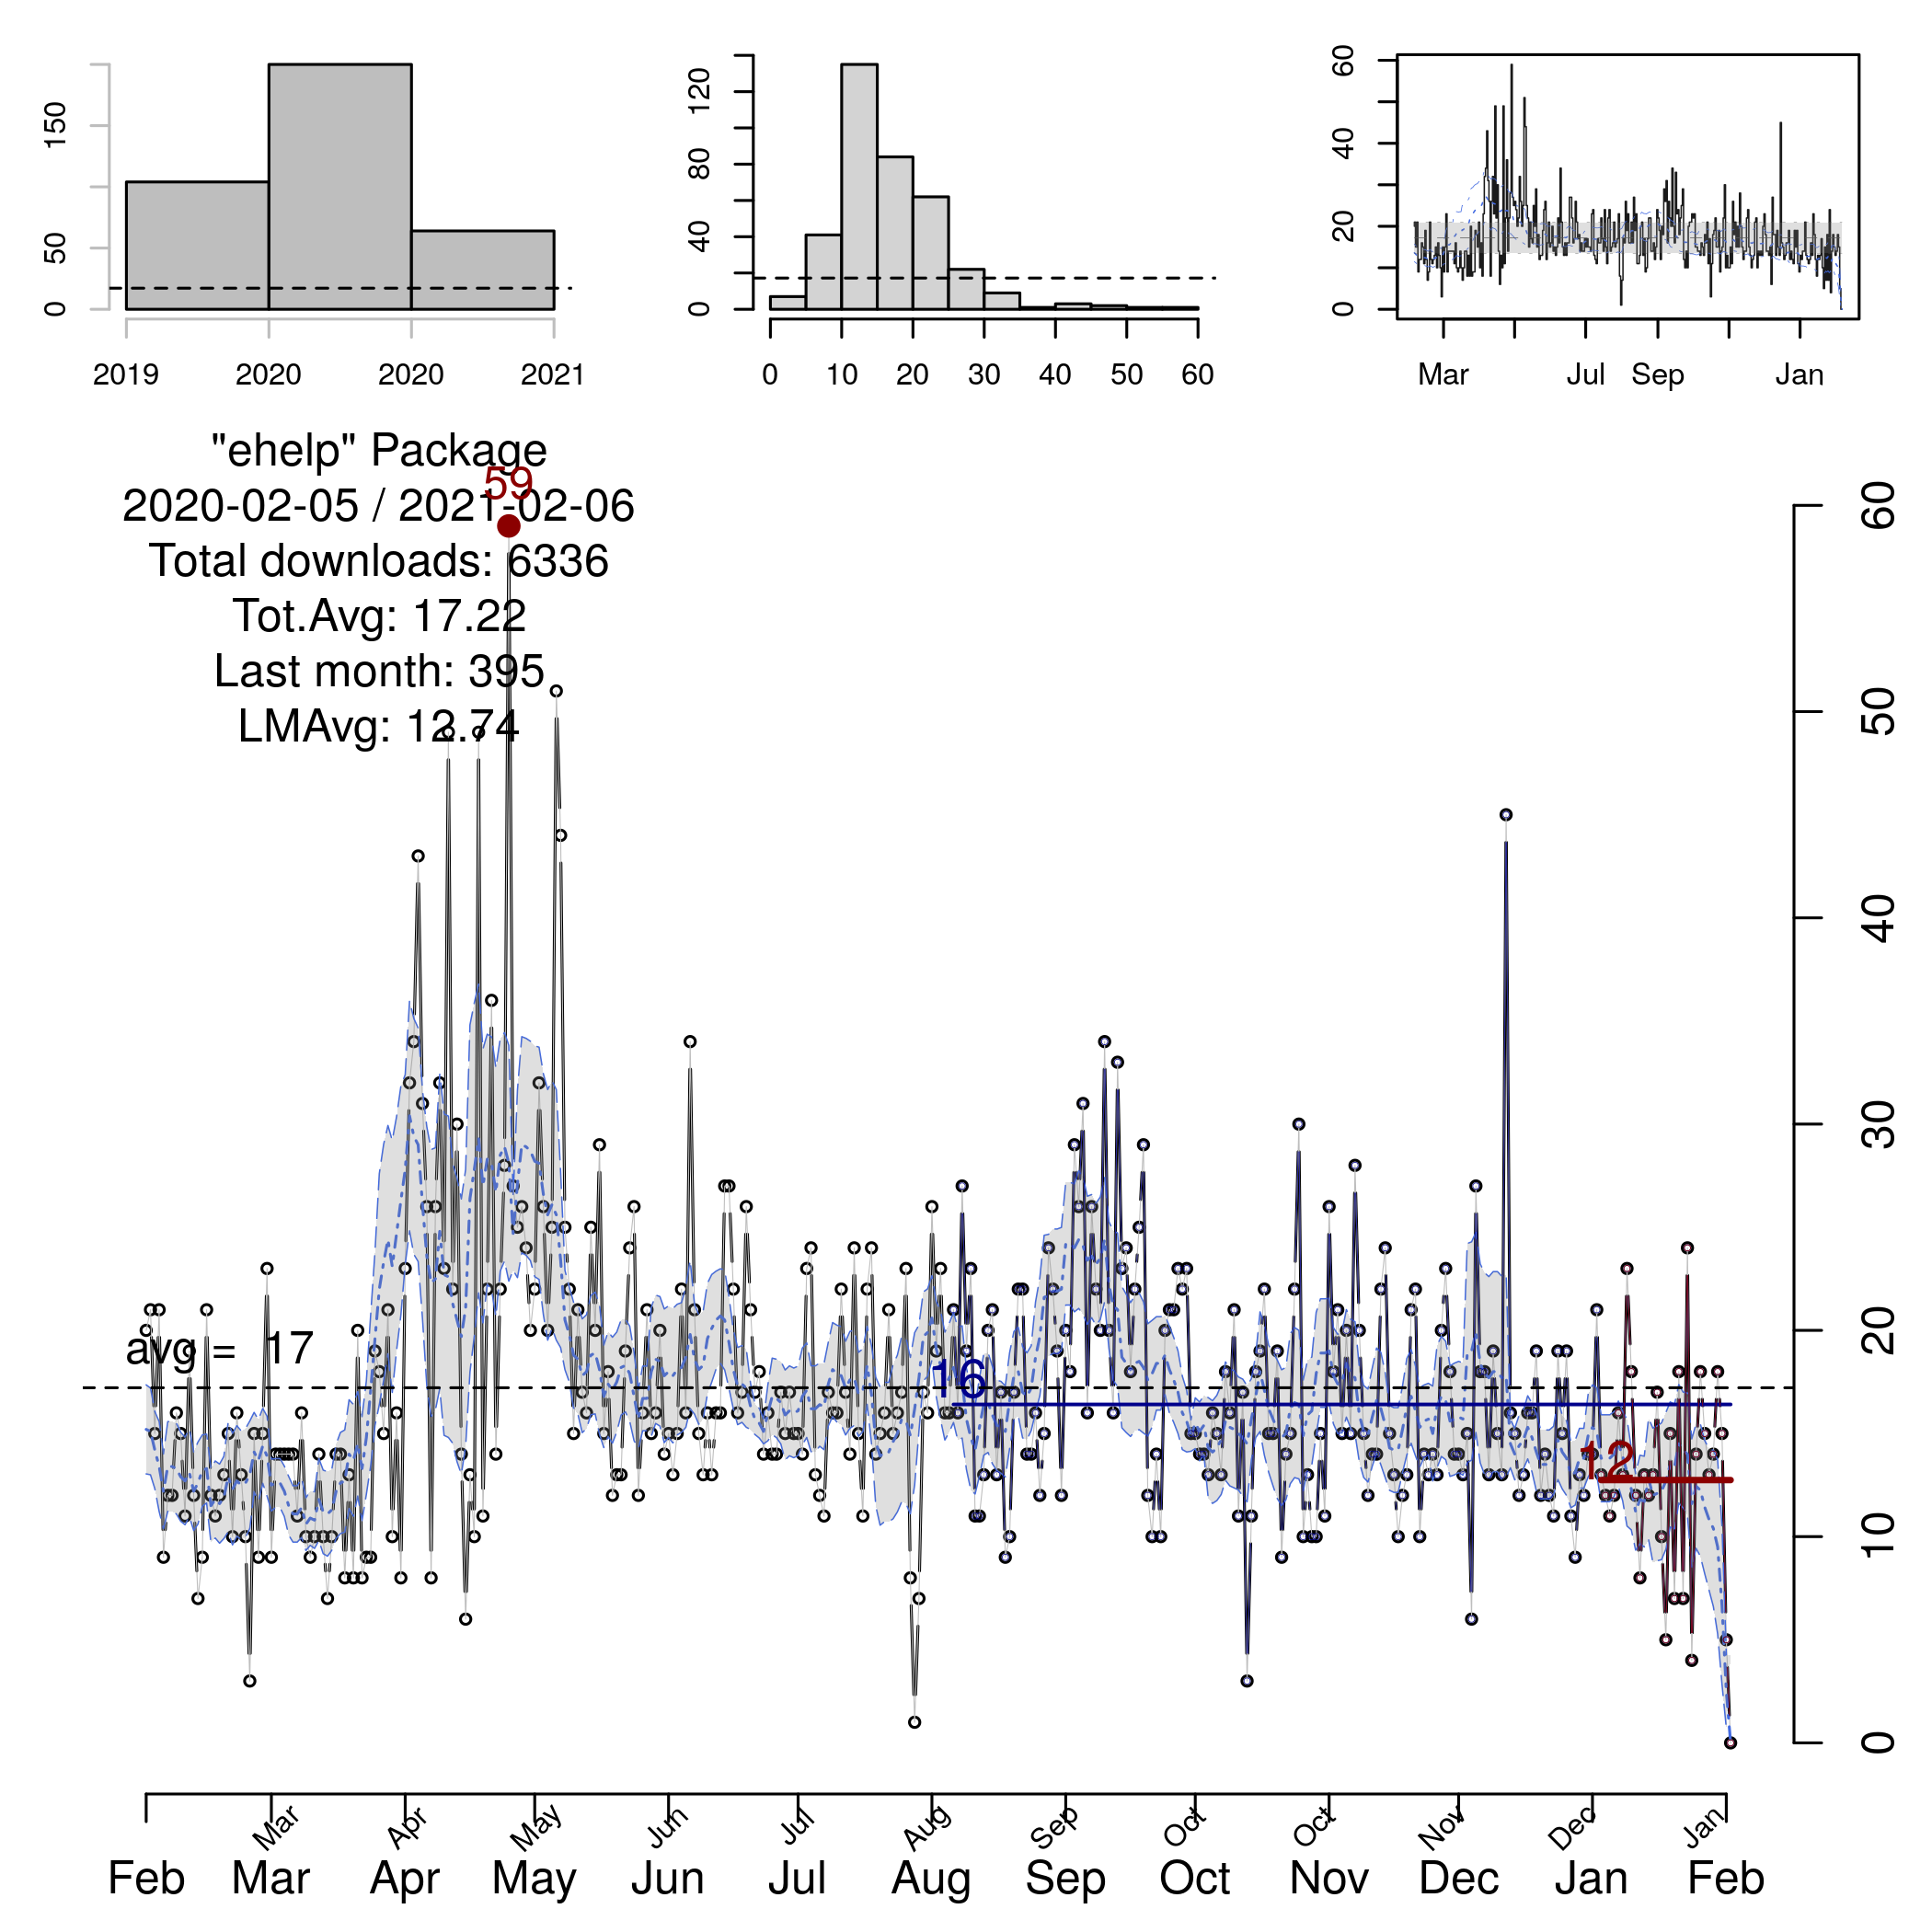 0 50 150
2019 2020 2020 2021
0 40 80 120
0 10 20 30 40 50 60
0 20 40 60
Mar Jul Sep Jan
"ehelp" Package
59
2020-02-05 / 2021-02-06
Total downloads: 6336
Tot.Avg: 17.22
Last month: 395
LMAvg: 12.74
avg = 17
16
12
0 10 20 30 40 50 60
Mar Apr May Jun Jul Aug Sep Oct Oct Nov Dec Jan
Feb Mar Apr May Jun Jul Aug Sep Oct Nov Dec Jan Feb